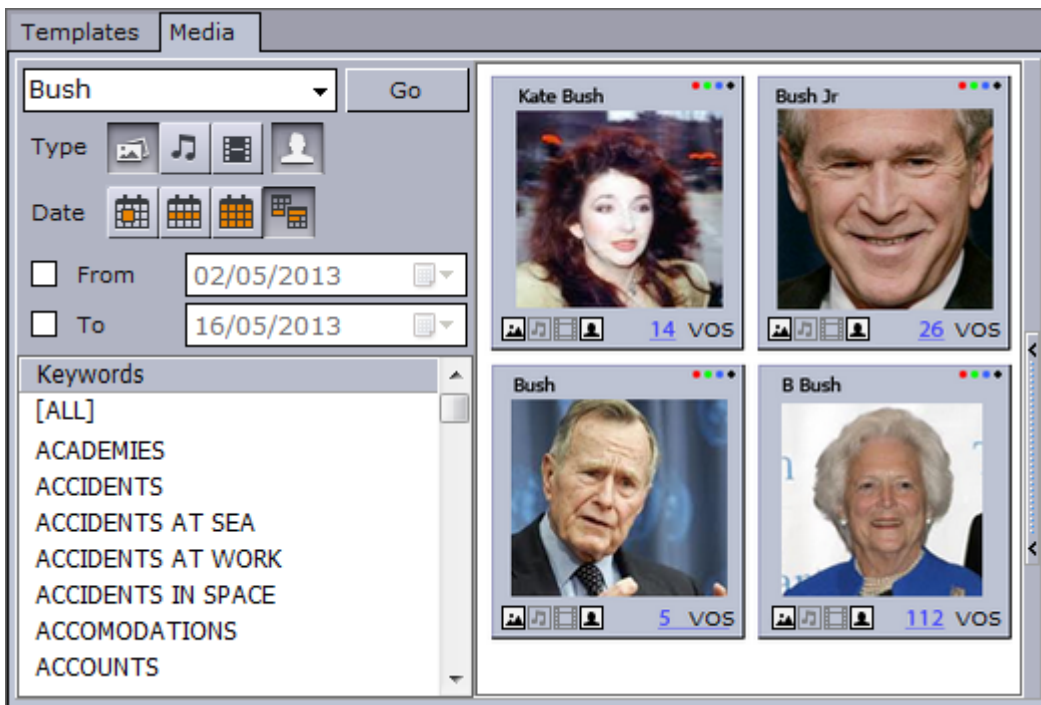 Templates Media
Bush
Go
Type
Date
From 02/05/2013
To 16/05/2013
Keywords
[ALL]
ACADEMIES
ACCIDENTS
ACCIDENTS AT SEA
ACCIDENTS AT WORK
ACCIDENTS IN SPACE
ACCOMODATIONS
ACCOUNTS
Kate Bush
14 VOS
Bush Jr
26 VOS
Bush
5 VOS
B Bush
112 VOS